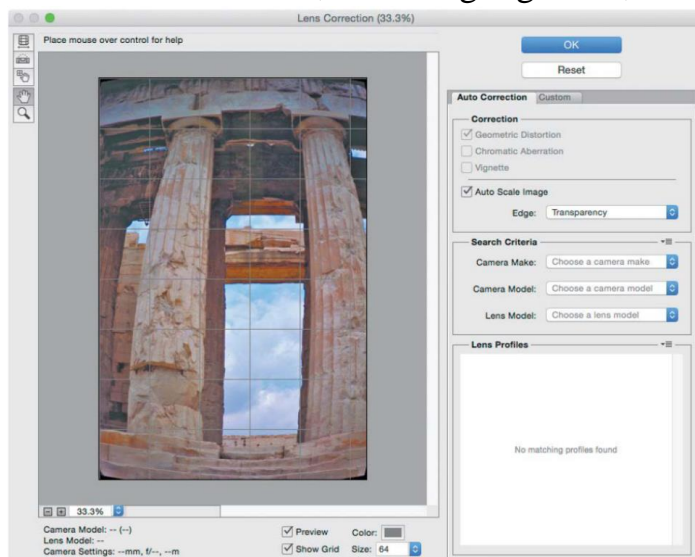 Lens Correction (33.3%)
Place mouse over control for help
OK
Reset
Auto Correction Custom
Correction
Geometric Distortion
Chromatic Aberration
Vignette
Auto Scale Image
Edge: Transparency
Search Criteria
Camera Make: Choose a camera make
Camera Model: Choose a camera model
Lens Model: Choose a lens model
Lens Profiles
No matching profiles found
33.3%
Camera Model: -- (--)
Lens Model: --
Camera Settings: --mm, f/--, --m
Preview Color:
Show Grid Size: 64